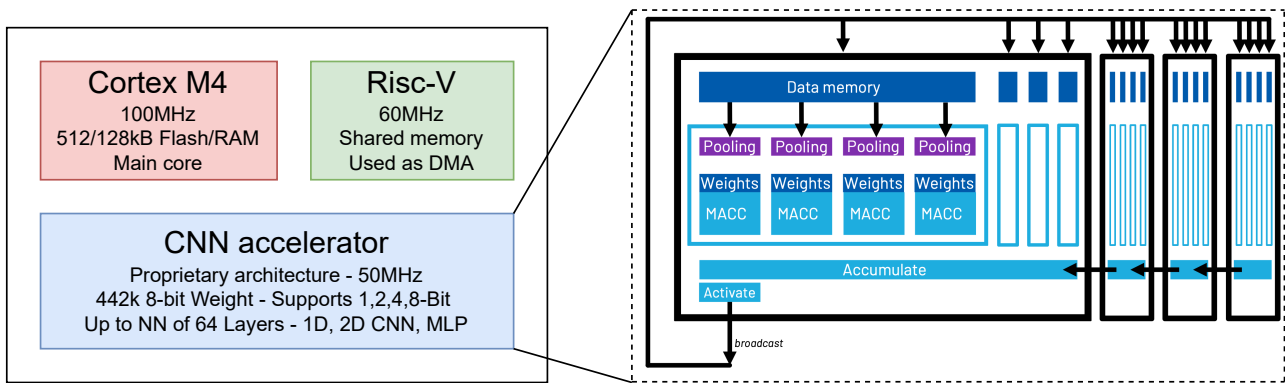 Cortex M4
100MHz
512/128kB Flash/RAM
Main core
Risc-V
60MHz
Shared memory
Used as DMA
CNN accelerator
Proprietary architecture - 50MHz
442k 8-bit Weight - Supports 1,2,4,8-Bit
Up to NN of 64 Layers - 1D, 2D CNN, MLP
Data memory
Pooling Pooling Pooling Pooling
Weights Weights Weights Weights
MACC MACC MACC MACC
Accumulate
Activate
broadcast